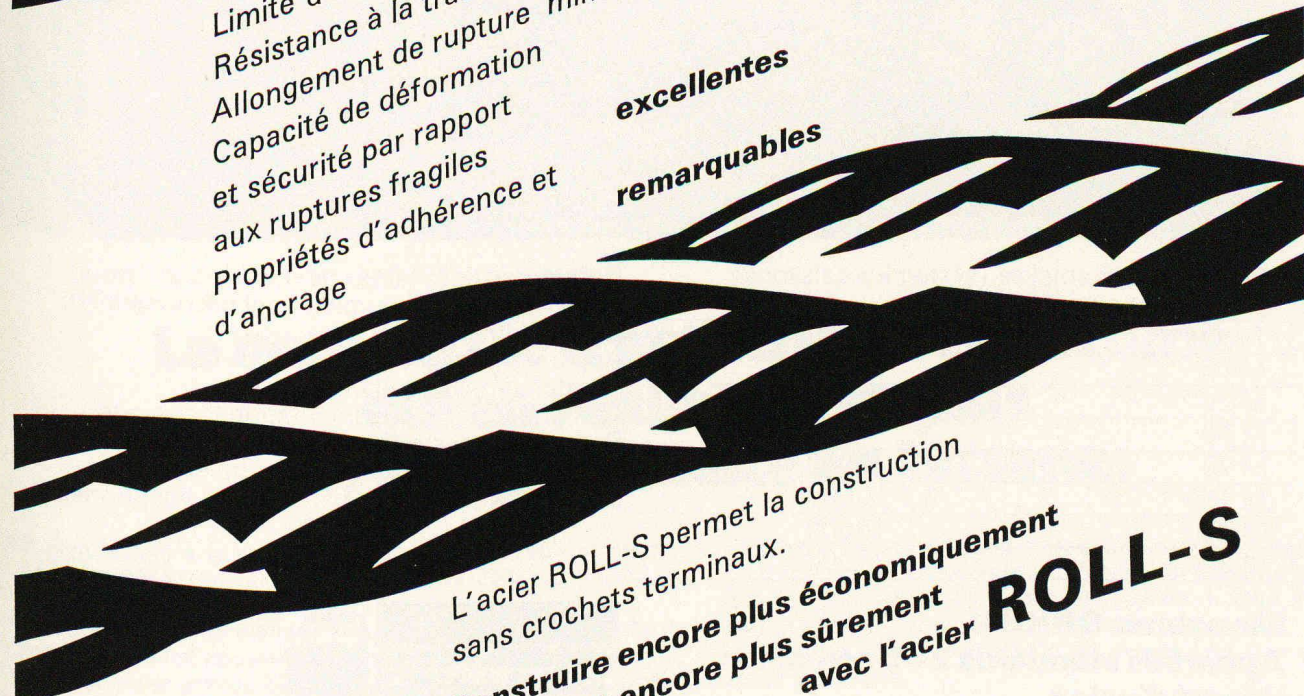 Limite
Résistance à la
Allongement de rupture
Capacité de déformation
et sécurité par rapport
aux ruptures fragiles
excellentes
Propriétés d'adhérence et
d'ancrage
remarquables
L'acier ROLL-S permet la construction
sans crochets terminaux.
encore plus économiquement
encore plus sûrement
avec l'acier ROLL-S